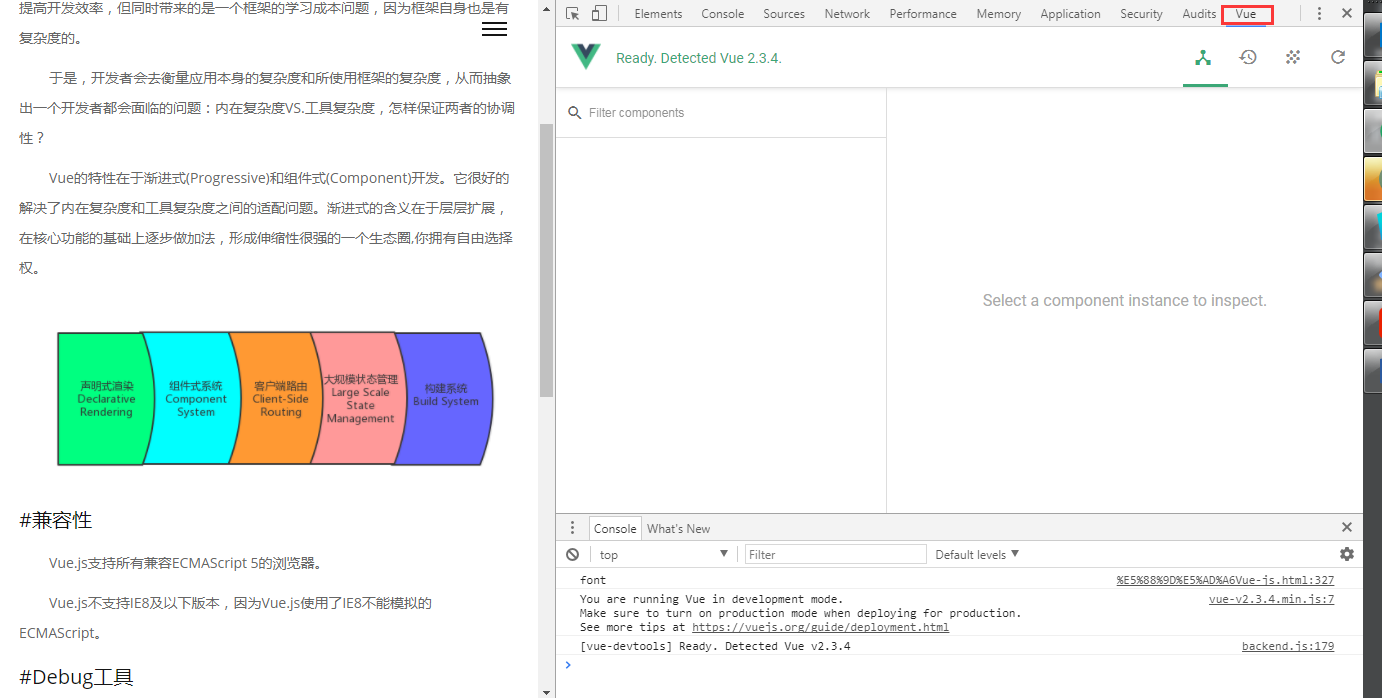 提高开发效率，但同时带来的是一个框架的学习成本问题，因为框架自身也是有
复杂度的。
于是，开发者会去衡量应用本身的复杂度和所使用框架的复杂度，从而抽象
出一个开发者都会面临的问题：内在复杂度VS.工具复杂度，怎样保证两者的协调
性？
Vue的特性在于渐进式(Progressive)和组件式(Component)开发。它很好的
解决了内在复杂度和工具复杂度之间的适配问题。渐进式的含义在于层层扩展，
在核心功能的基础上逐步做加法，形成伸缩性很强的一个生态圈,你拥有自由选择
权。
声明式渲染
Declarative
Rendering
组件式系统
Component
System
客户端路由
Client-Side
Routing
大规模状态管理
Large Scale
State
Management
构建系统
Build System
#兼容性
Vue.js支持所有兼容ECMAScript 5的浏览器。
Vue.js不支持IE8及以下版本，因为Vue.js使用了IE8不能模拟的
ECMAScript。
#Debug工具
Elements Console Sources Network Performance Memory Application Security Audits Vue
Ready. Detected Vue 2.3.4.
Filter components
Select a component instance to inspect.
Console What's New
top Filter Default levels
font %E5%88%9D%E5%AD%A6Vue-js.html:327
You are running Vue in development mode. vue-v2.3.4.min.js:7
Make sure to turn on production mode when deploying for production.
See more tips at https://vuejs.org/guide/deployment.html
[vue-devtools] Ready. Detected Vue v2.3.4 backend.js:179